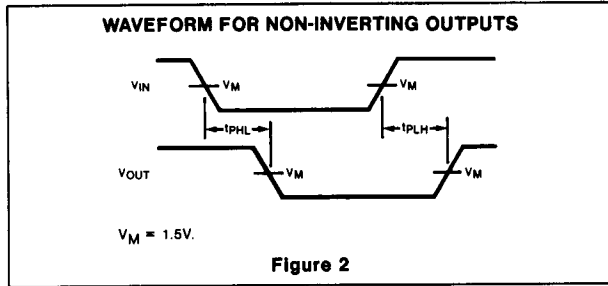 WAVEFORM FOR NON-INVERTING OUTPUTS
VIN
VM
VM
tPHL
tPLH
VOUT
VM
VM
VM = 1.5V.
Figure 2